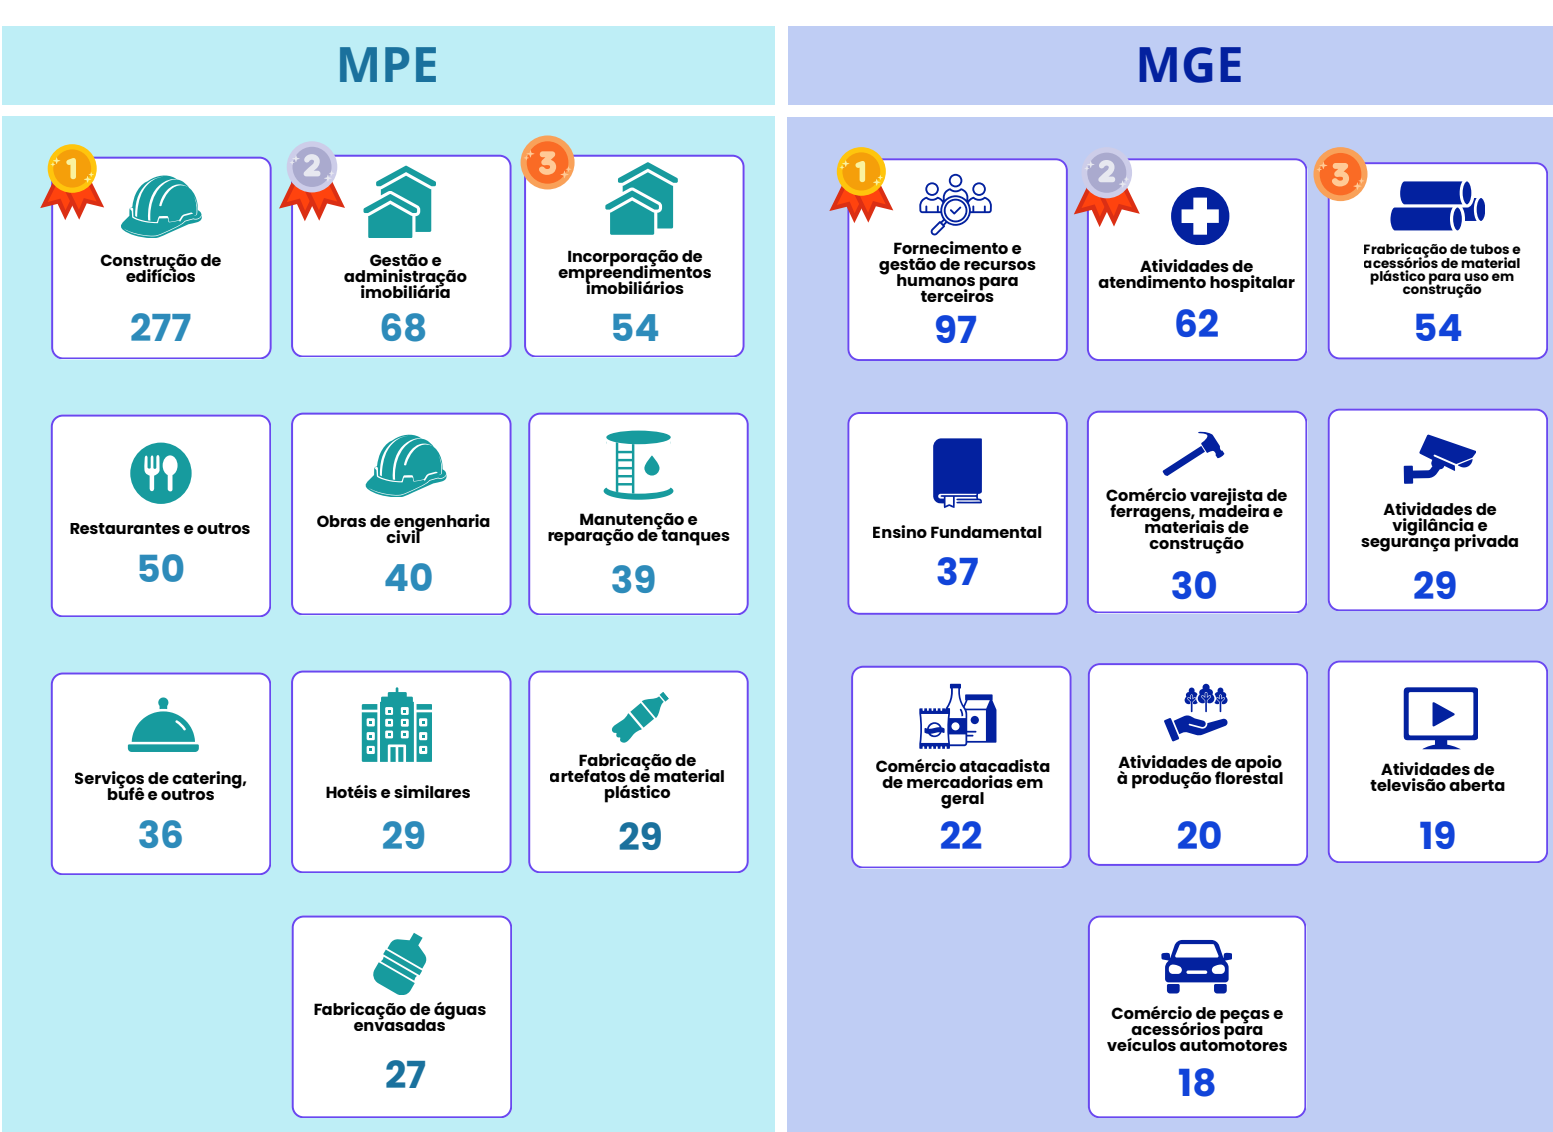 MPE
1
Construção de
edifícios
277
2
Gestão e
administração
imobiliária
68
3
Incorporação de
empreendimentos
imobiliários
54
Restaurantes e outros
50
Obras de engenharia
civil
40
Manutenção e
reparação de tanques
39
Serviços de catering,
bufê e outros
36
Hotéis e similares
29
Fabricação de
artefatos de material
plástico
29
Fabricação de águas
envasadas
27
MGE
1
Fornecimento e
gestão de recursos
humanos para
terceiros
97
2
Atividades de
atendimento hospitalar
62
3
Frabricação de tubos e
acessórios de material
plástico para uso em
construção
54
Ensino Fundamental
37
Comércio varejista de
ferragens, madeira e
materiais de
construção
30
Atividades de
vigilância e
segurança privada
29
Comércio atacadista
de mercadorias em
geral
22
Atividades de apoio
à produção florestal
20
Atividades de
televisão aberta
19
Comércio de peças e
acessórios para
veículos automotores
18